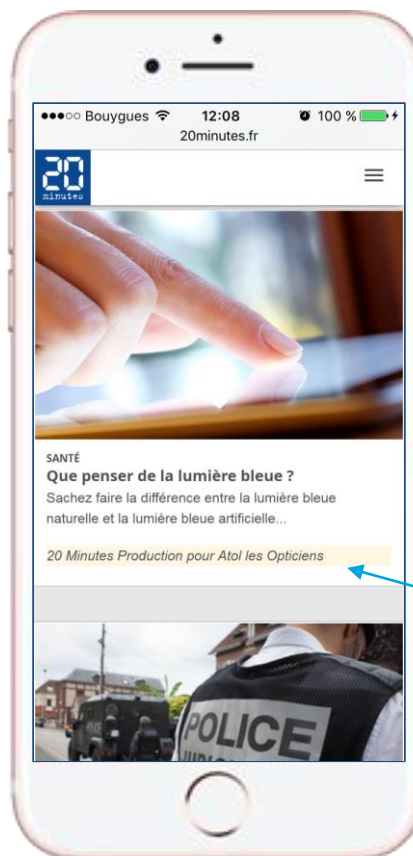 ●●●○○ Bouygues 12:08 100 %
20minutes.fr
20
minutes
SANTÉ
Que penser de la lumière bleue ?
Sachez faire la différence entre la lumière bleue
naturelle et la lumière bleue artificielle...
20 Minutes Production pour Atol les Opticiens
POLICE